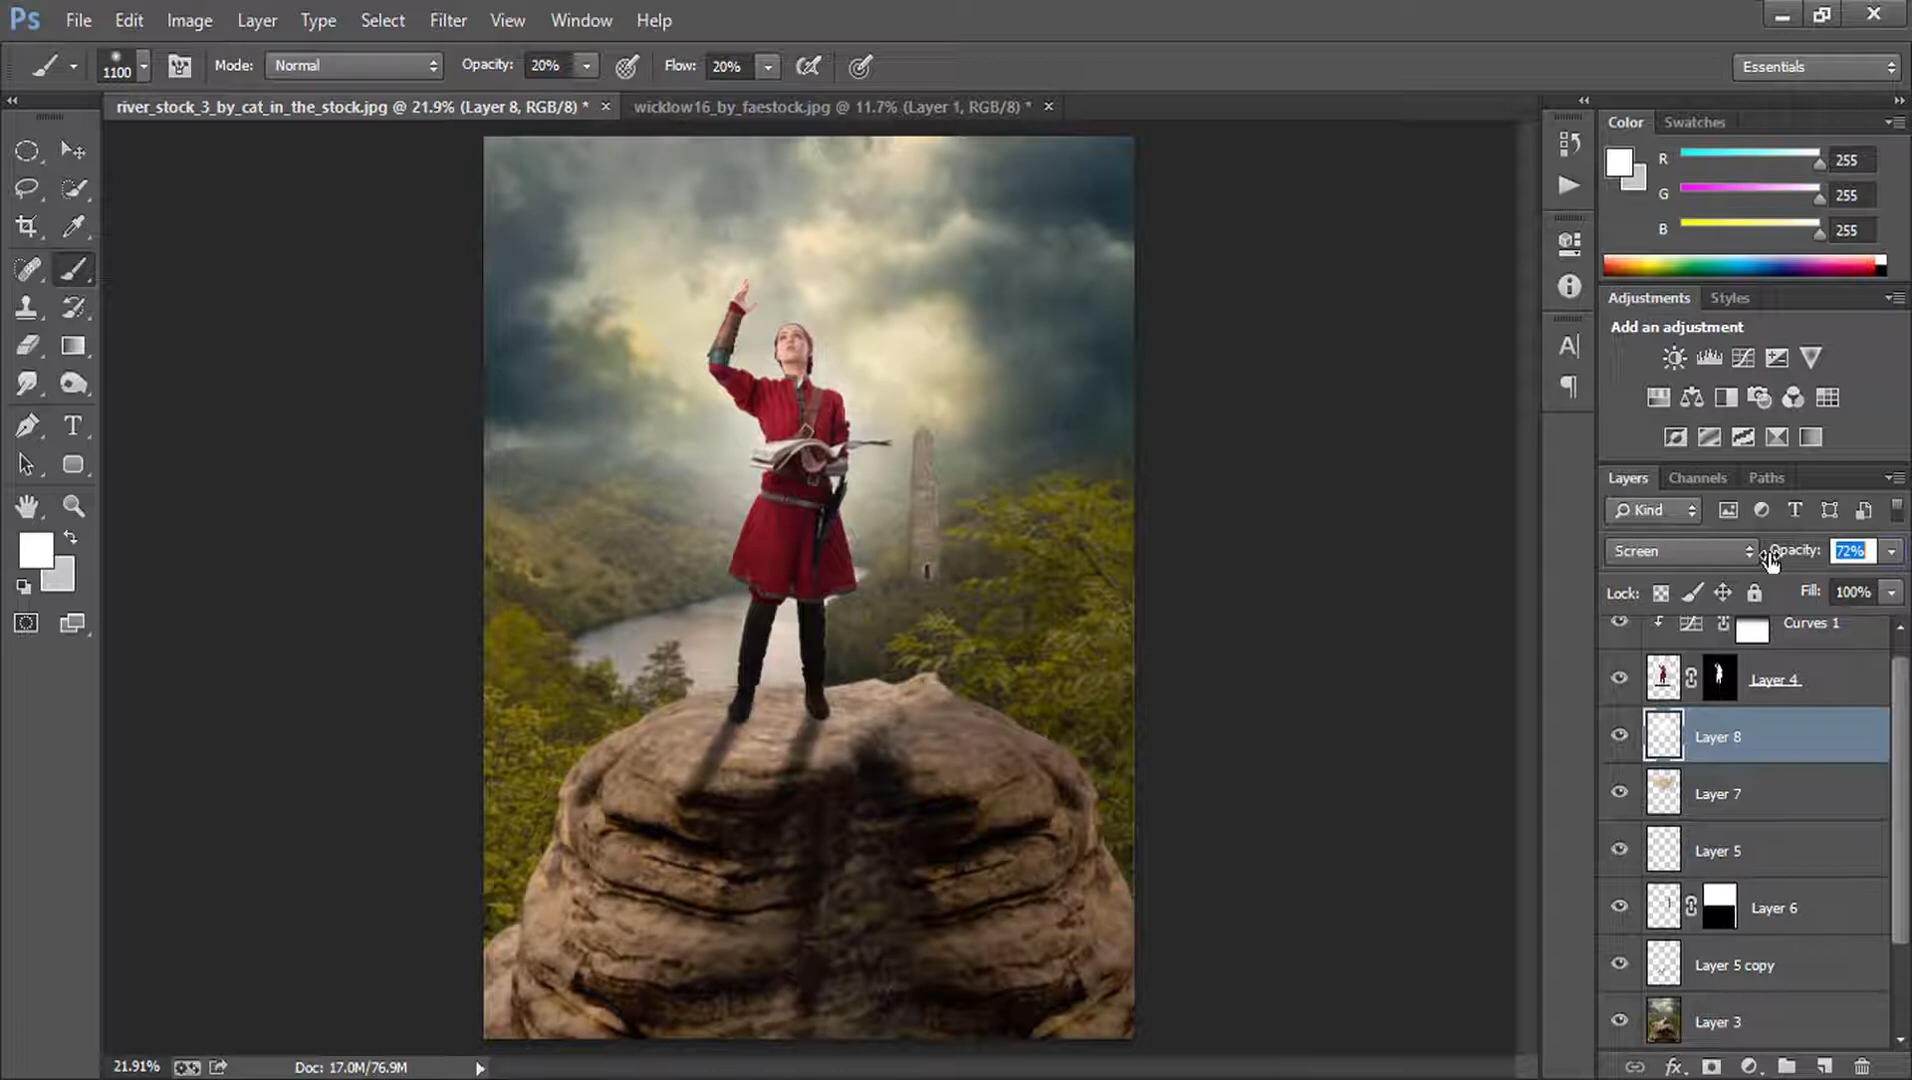 Ps File Edit Image Layer Type Select Filter View Window Help
1100 Mode: Normal Opacity: 20% Flow: 20% Essentials
river_stock_3_by_cat_in_the_stock.jpg @ 21.9% (Layer 8, RGB/8) * × wicklow16_by_faestock.jpg @ 11.7% (Layer 1, RGB/8) * ×
Color Swatches
R 255
G 255
B 255
Adjustments Styles
Add an adjustment
Layers Channels Paths
Kind
Screen Opacity: 72%
Lock: Fill: 100%
Curves 1
Layer 4
Layer 8
Layer 7
Layer 5
Layer 6
Layer 5 copy
Layer 3
21.91% Doc: 17.0M/76.9M